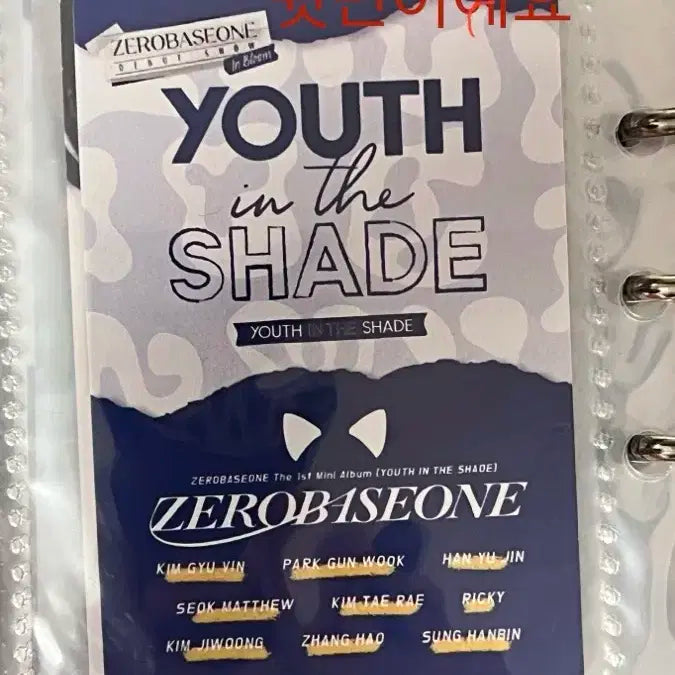 ZEROBASEONE
DEBUT SHOW
In Bloom
YOUTH
in the
SHADE
YOUTH IN THE SHADE
ZEROBASEONE The 1st Mini Album [YOUTH IN THE SHADE]
ZEROBASEONE
KIM GYU VIN PARK GUN WOOK HAN YU JIN
SEOK MATTHEW KIM TAE RAE RICKY
KIM JIWOONG ZHANG HAO SUNG HANBIN